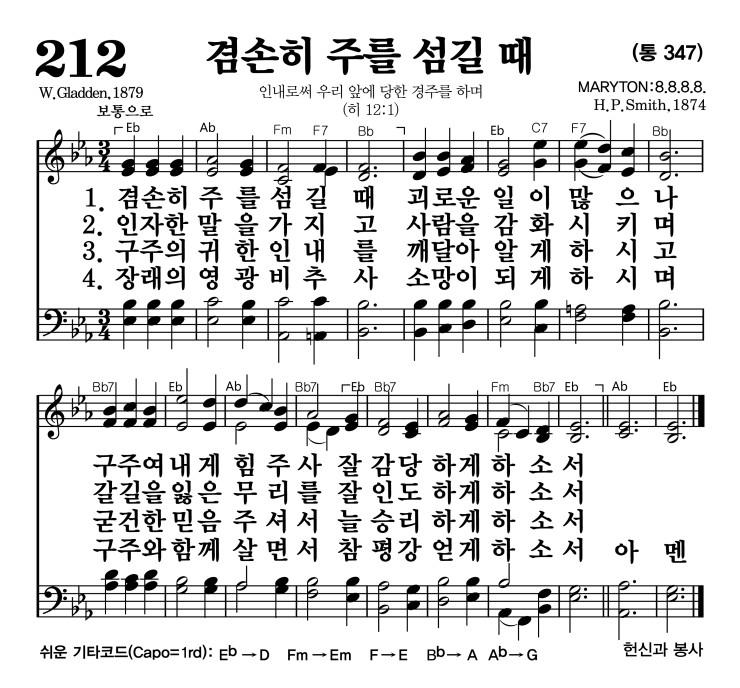 212 겸손히 주를 섬길 때 (통 347)
W.Gladden,1879 인내로써 우리 앞에 당한 경주를 하며 MARYTON:8.8.8.8.
보통으로 (히 12:1) H.P.Smith,1874
Eb Ab Fm F7 Bb Eb C7 F7 Bb
3 4
1. 겸손히 주 를 섬 길 때 괴로운 일 이 많 으 나
2. 인자한 말 을 가 지 고 사람을 감 화 시 키 며
3. 구주의 귀 한 인 내 를 깨달아 알 게 하 시 고
4. 장래의 영 광 비 추 사 소망이 되 게 하 시 며
3 4
Bb7 Eb Ab Bb7 Eb Bb7 Fm Bb7 Eb Ab Eb
구주여 내 게 힘 주 사 잘 감당 하게 하 소 서
갈길을 잃 은 무 리 를 잘 인도 하게 하 소 서
굳건한 믿 음 주 셔 서 늘 승리 하게 하 소 서
구주와 함 께 살 면 서 참 평강 얻게 하 소 서 아 멘
쉬운 기타코드(Capo=1rd): Eb→D Fm→Em F→E Bb→A Ab→G 헌신과 봉사